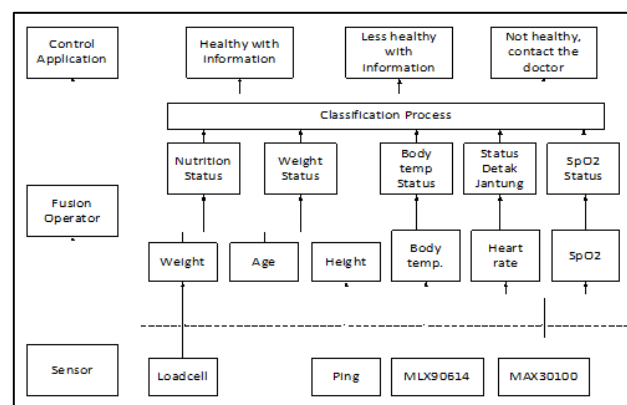 Control
Application
Healthy with
Information
Less healthy
with
Information
Not healthy,
contact the
doctor
Classification Process
Nutrition
Status
Weight
Status
Body
temp
Status
Status
Detak
Jantung
SpO2
Status
Fusion
Operator
Weight
Age
Height
Body
temp.
Heart
rate
SpO2
Sensor
Loadcell
Ping
MLX90614
MAX30100